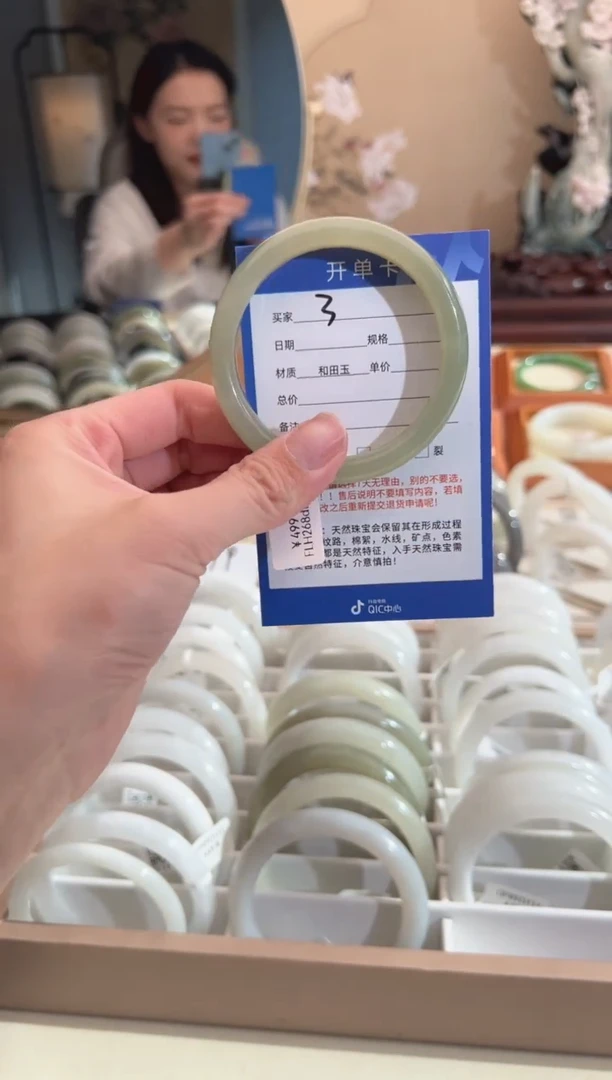 开单卡
买家 3
日期 规格
材质 和田玉 单价
总价
备注
裂
7天无理由，别的不要选，
！售后说明不要填写内容，若填
改之后重新提交退货申请呢！
：天然珠宝会保留其在形成过程
纹路，棉絮，水线，矿点，色素
都是天然特征，入手天然珠宝需
特征，介意慎拍！
¥499
QIC中心